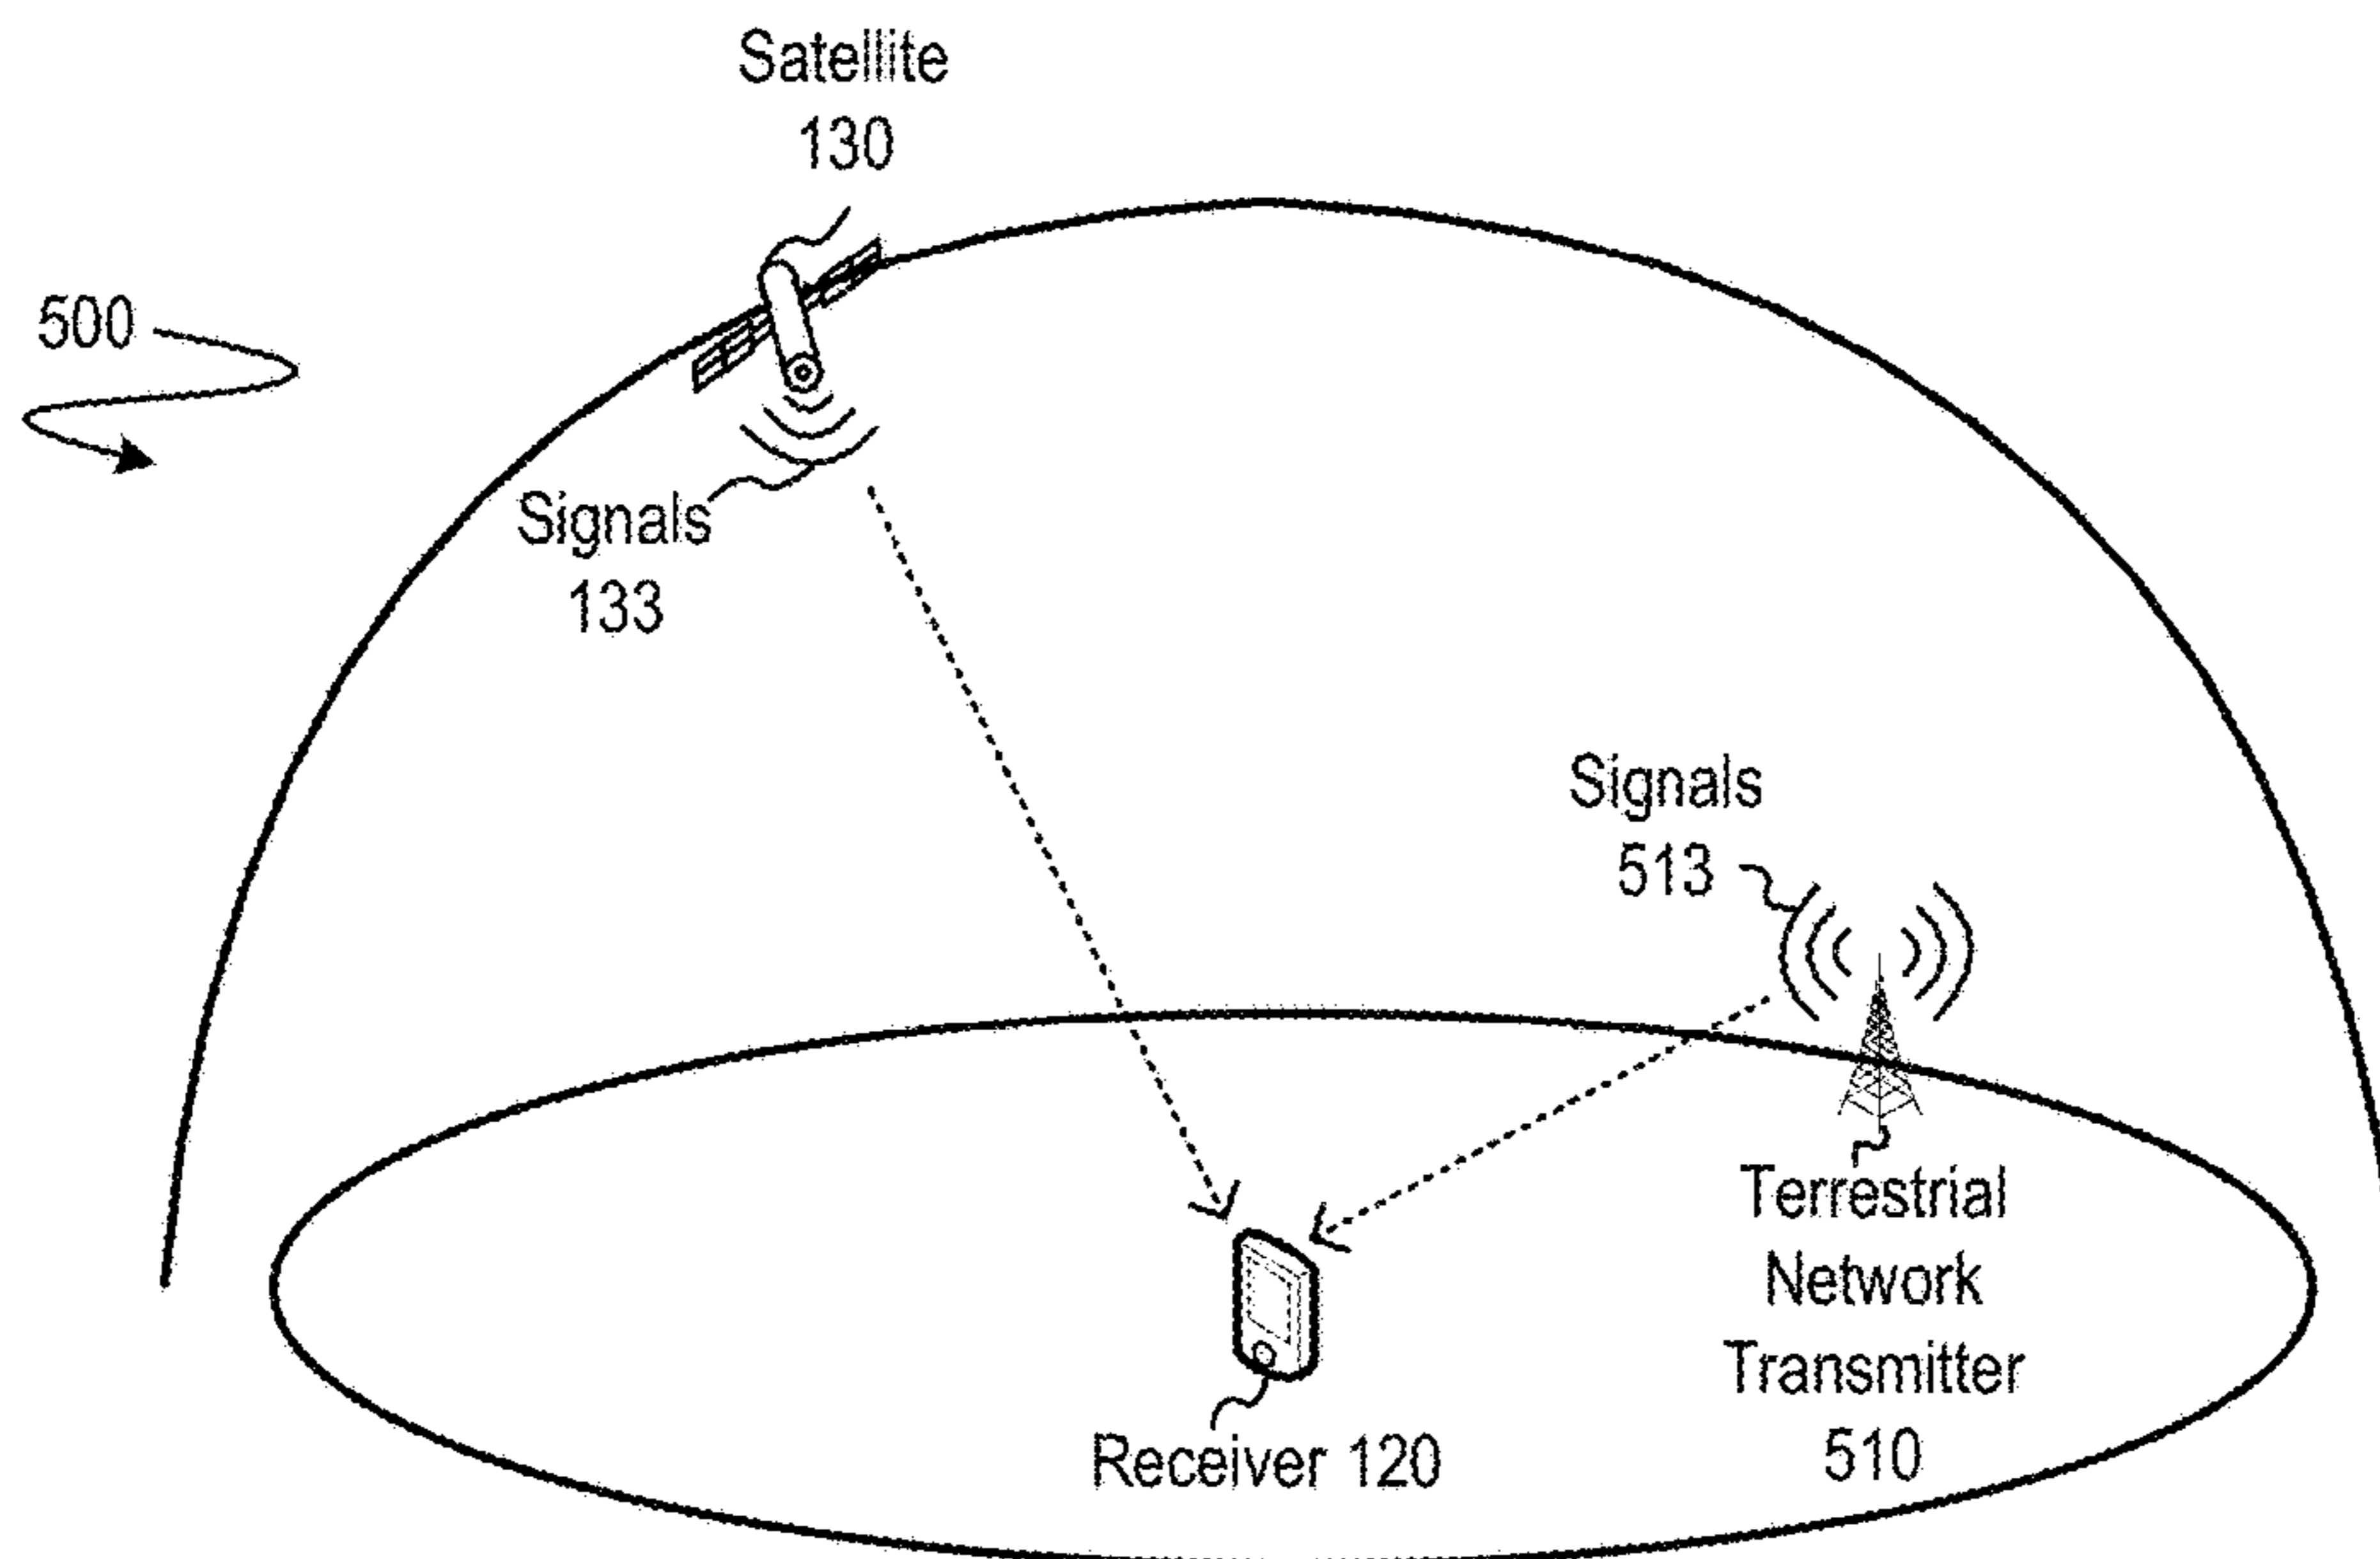 Satellite
130
500
Signals
133
Signals
513
Terrestrial
Network
Transmitter
510
Receiver 120